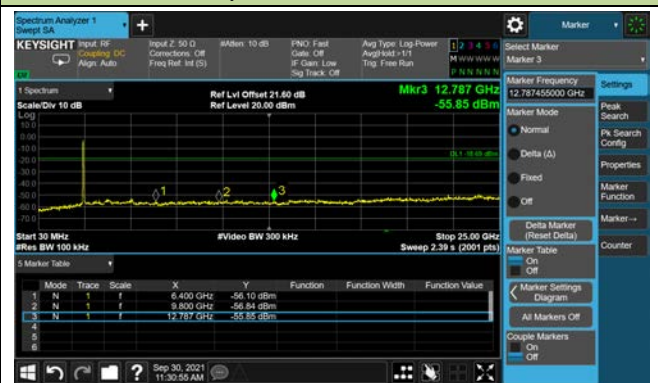 Spectrum Analyzer 1
Swept SA
Marker
KEYSIGHT
Input: RF
Coupling: DC
Align: Auto
Input Z: 50 Ω
Corrections: Off
Freq Ref: Int (S)
#Atten: 10 dB
PNO: Fast
Gate: Off
IF Gain: Low
Sig Track: Off
Avg Type: Log-Power
Avg|Hold: >1/1
Trig: Free Run
1 2 3 4 5 6
M W W W W W
P N N N N N
Select Marker
Marker 3
1 Spectrum
Scale/Div 10 dB
Log
Ref Lvl Offset 21.60 dB
Ref Level 20.00 dBm
Mkr3 12.787 GHz
-55.85 dBm
10.0
0.00
-10.0
-20.0
-30.0
-40.0
-50.0
-60.0
-70.0
1
2
3
Start 30 MHz
#Res BW 100 kHz
#Video BW 300 kHz
Stop 25.00 GHz
Sweep 2.39 s (2001 pts)
5 Marker Table
Mode Trace Scale X Y Function Function Width Function Value
1 N 1 f 6.400 GHz -56.10 dBm
2 N 1 f 9.800 GHz -56.84 dBm
3 N 1 f 12.787 GHz -55.85 dBm
4
5
6
Marker Frequency
12.787455000 GHz
Marker Mode
Normal
Delta (Δ)
Fixed
Off
Delta Marker
(Reset Delta)
Marker Table
On
Off
Marker Settings
Diagram
All Markers Off
Couple Markers
On
Off
Settings
Peak
Search
Pk Search
Config
Properties
Marker
Function
Marker→
Counter
Sep 30, 2021
11:30:55 AM